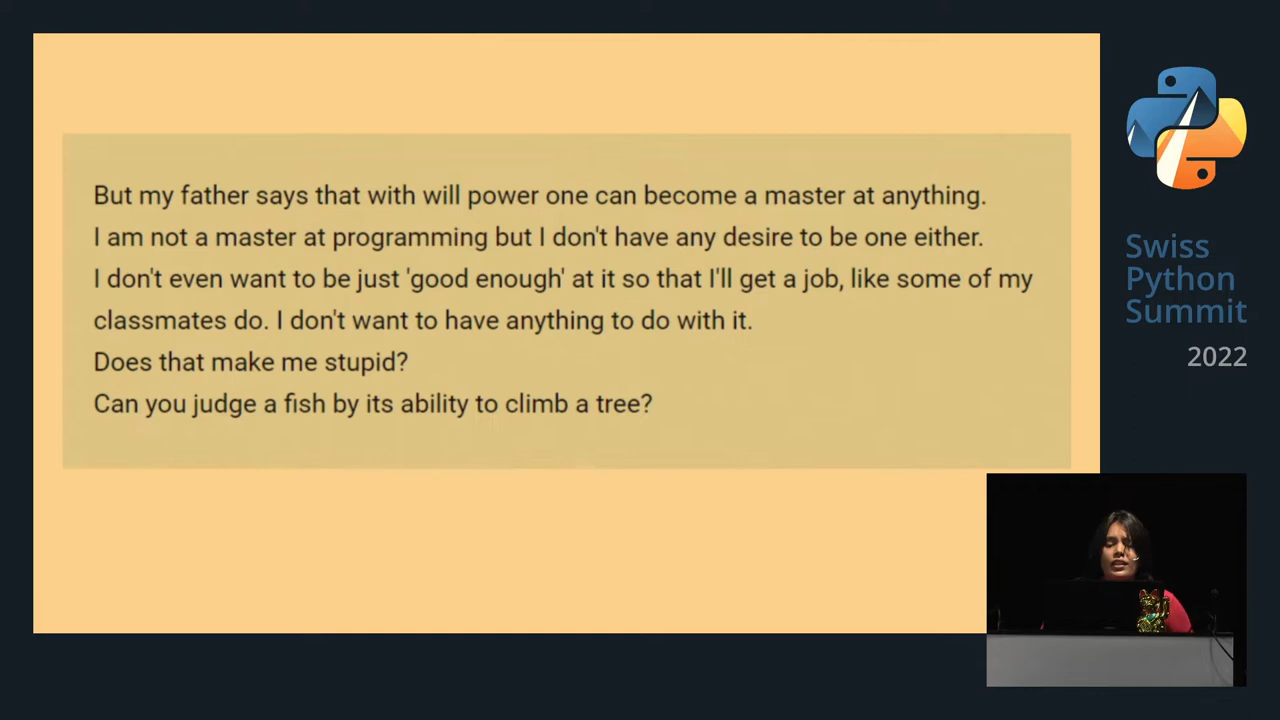 But my father says that with will power one can become a master at anything.
I am not a master at programming but I don't have any desire to be one either.
I don't even want to be just 'good enough' at it so that I'll get a job, like some of my
classmates do. I don't want to have anything to do with it.
Does that make me stupid?
Can you judge a fish by its ability to climb a tree?
Swiss
Python
Summit
2022